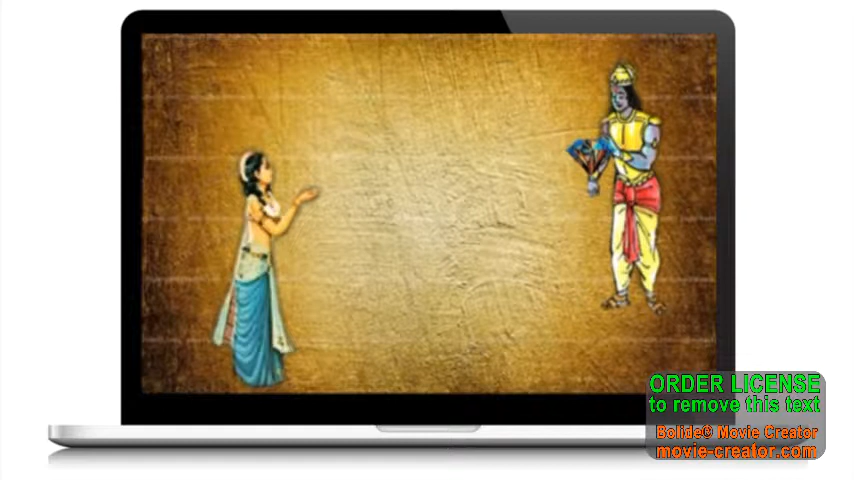 ORDER LICENSE
to remove this text
Bolide© Movie Creator
movie-creator.com